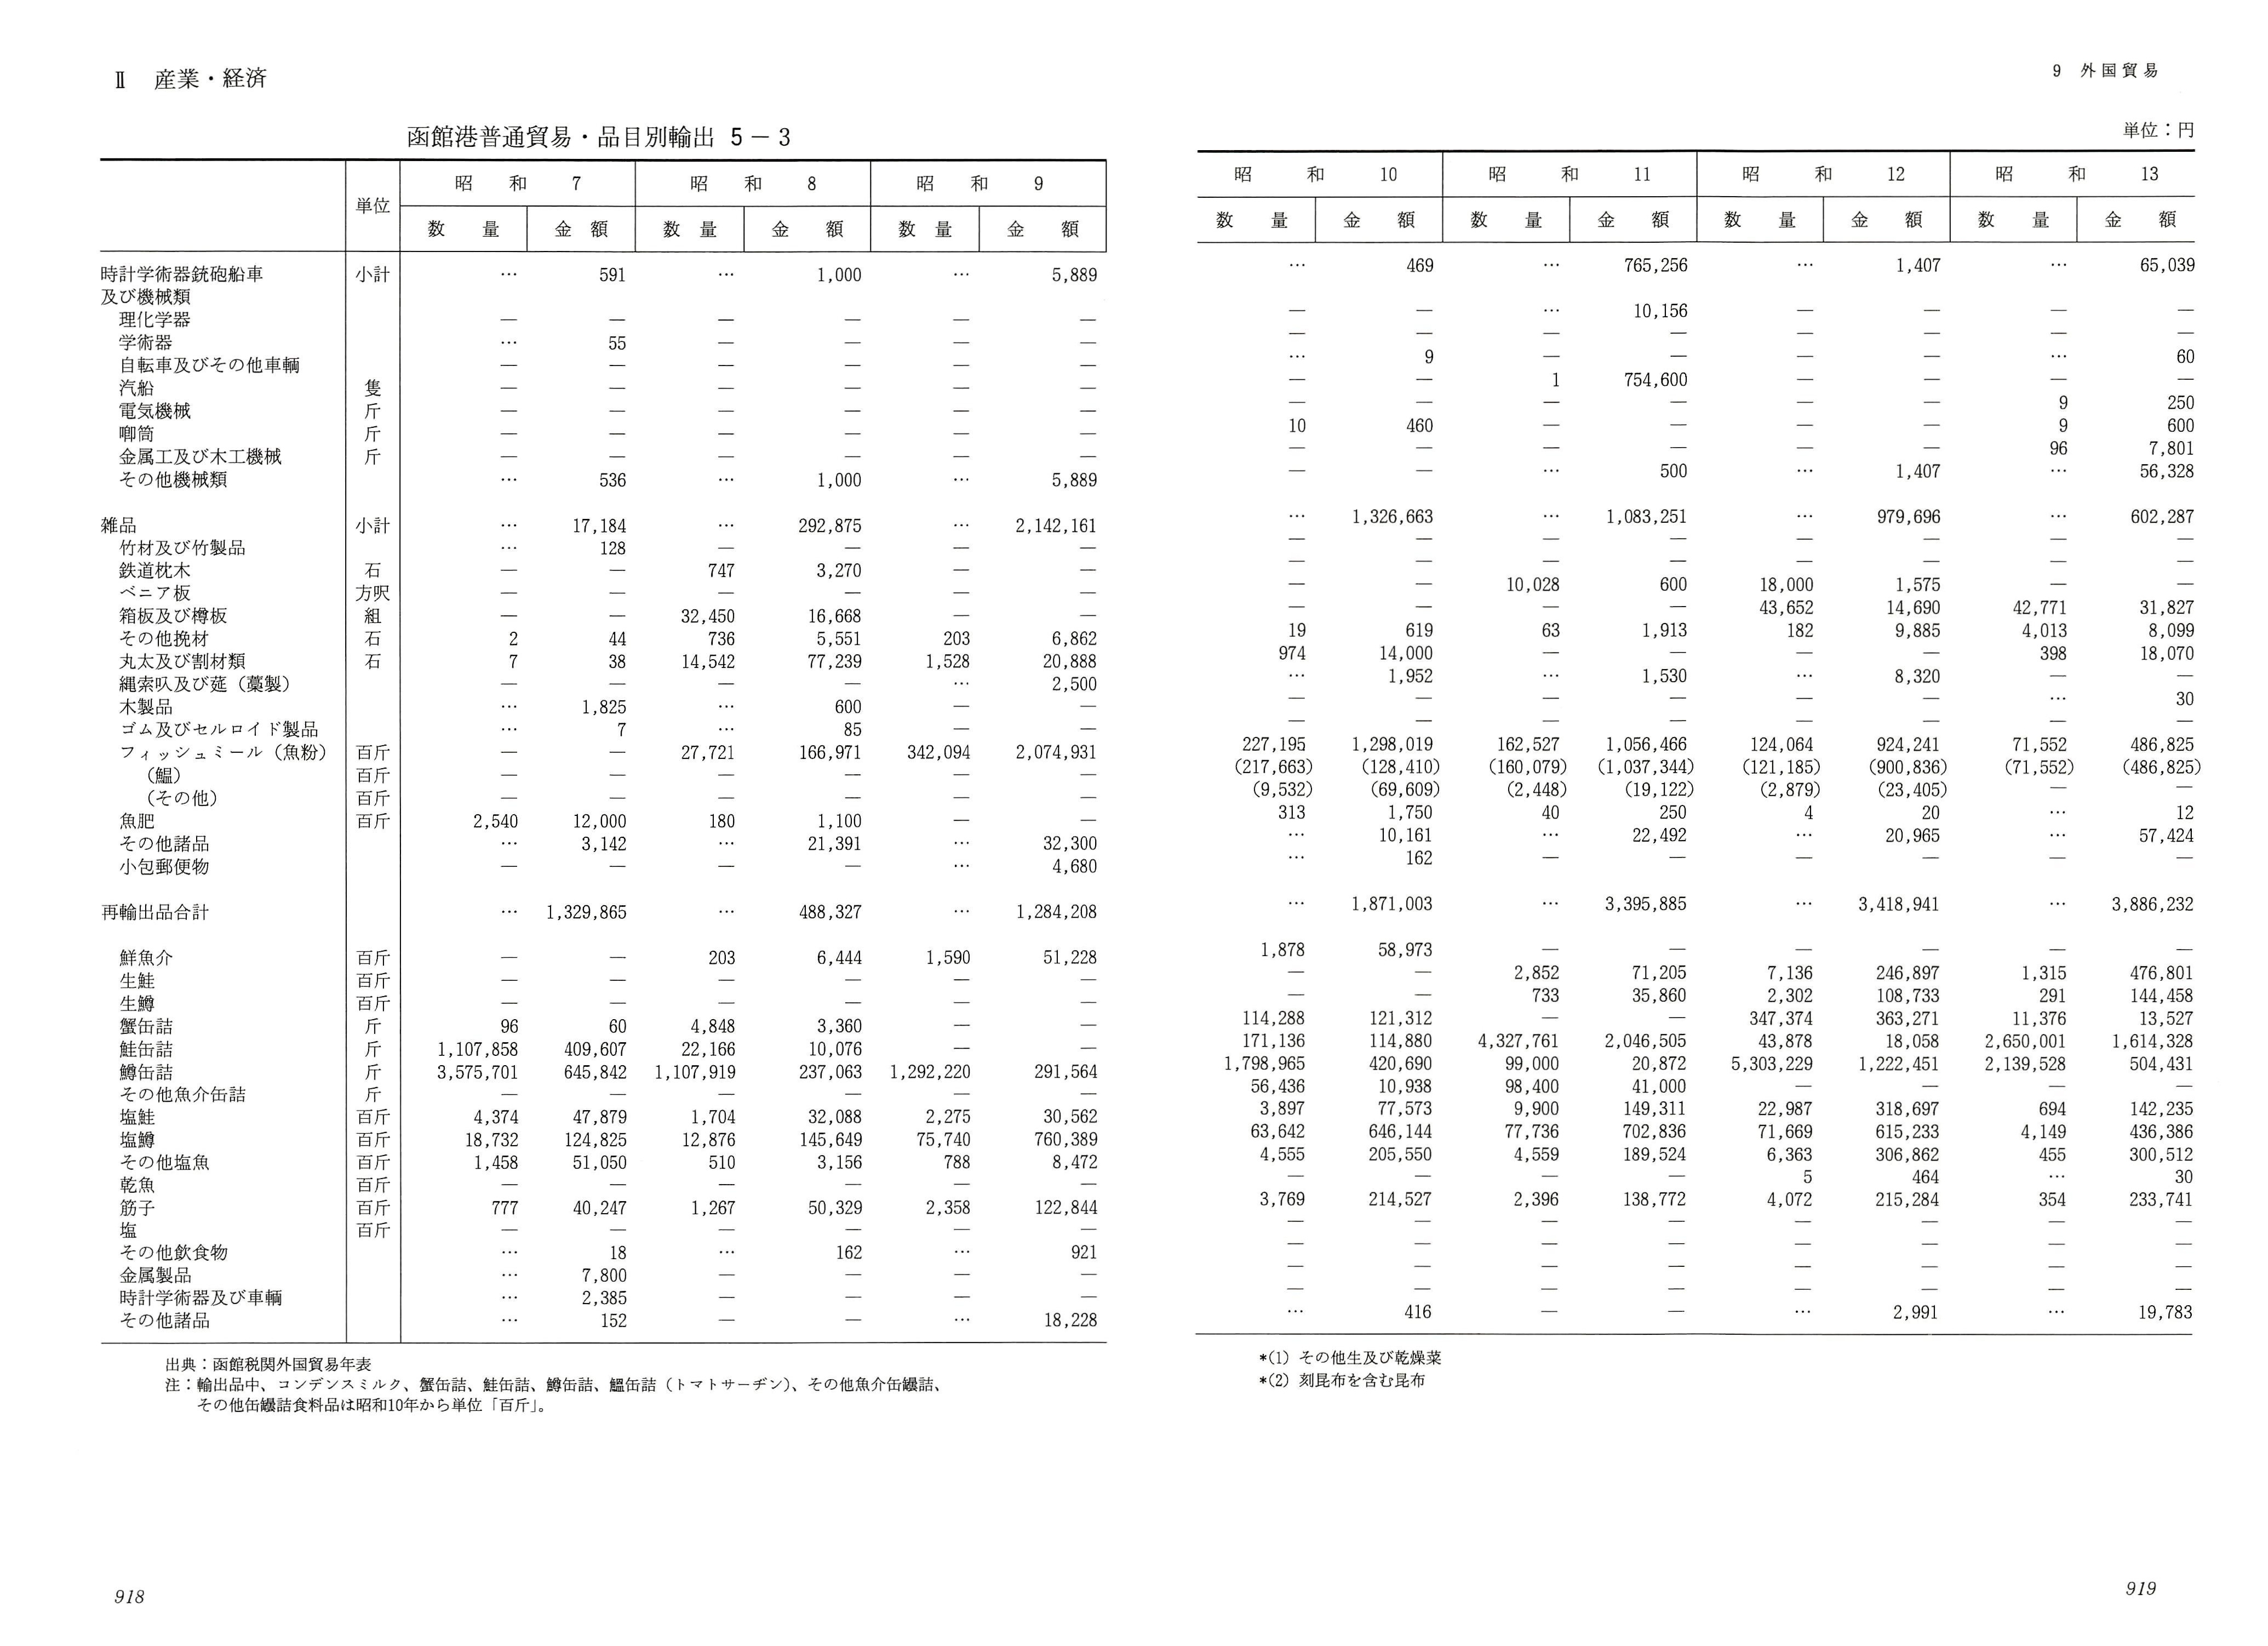 Ⅱ 産業・経済
函館港普通貿易・品目別輸出 5－3
単位 昭和7 昭和8 昭和9
数量 金額 数量 金額 数量 金額
時計学術器銃砲船車 小計 … 591 … 1,000 … 5,889
及び機械類
理化学器 — — — — — —
学術器 … 55 — — — —
自転車及びその他車輌 — — — — — —
汽船 隻 — — — — — —
電気機械 斤 — — — — — —
喞筒 斤 — — — — — —
金属工及び木工機械 斤 — — — — — —
その他機械類 … 536 … 1,000 … 5,889
雑品 小計 … 17,184 … 292,875 … 2,142,161
竹材及び竹製品 … 128 — — — —
鉄道枕木 石 — — 747 3,270 — —
ベニア板 方呎 — — — — — —
箱板及び樽板 組 — — 32,450 16,668 — —
その他挽材 石 2 44 736 5,551 203 6,862
丸太及び割材類 石 7 38 14,542 77,239 1,528 20,888
縄索叺及び莚（藁製） — — — — … 2,500
木製品 … 1,825 … 600 — —
ゴム及びセルロイド製品 … 7 … 85 — —
フィッシュミール（魚粉） 百斤 — — 27,721 166,971 342,094 2,074,931
（鰮） 百斤 — — — — — —
（その他） 百斤 — — — — — —
魚肥 百斤 2,540 12,000 180 1,100 — —
その他諸品 … 3,142 … 21,391 … 32,300
小包郵便物 — — — — … 4,680
再輸出品合計 … 1,329,865 … 488,327 … 1,284,208
鮮魚介 百斤 — — 203 6,444 1,590 51,228
生鮭 百斤 — — — — — —
生鱒 百斤 — — — — — —
蟹缶詰 斤 96 60 4,848 3,360 — —
鮭缶詰 斤 1,107,858 409,607 22,166 10,076 — —
鱒缶詰 斤 3,575,701 645,842 1,107,919 237,063 1,292,220 291,564
その他魚介缶詰 斤 — — — — — —
塩鮭 百斤 4,374 47,879 1,704 32,088 2,275 30,562
塩鱒 百斤 18,732 124,825 12,876 145,649 75,740 760,389
その他塩魚 百斤 1,458 51,050 510 3,156 788 8,472
乾魚 百斤 — — — — — —
筋子 百斤 777 40,247 1,267 50,329 2,358 122,844
塩 百斤 — — — — — —
その他飲食物 … 18 … 162 … 921
金属製品 … 7,800 — — — —
時計学術器及び車輌 … 2,385 — — — —
その他諸品 … 152 — — … 18,228
出典：函館税関外国貿易年表
注：輸出品中、コンデンスミルク、蟹缶詰、鮭缶詰、鱒缶詰、鰮缶詰（トマトサーヂン）、その他魚介缶罎詰、
その他缶罎詰食料品は昭和10年から単位「百斤」。
918
9 外国貿易
単位：円
昭和10 昭和11 昭和12 昭和13
数量 金額 数量 金額 数量 金額 数量 金額
… 469 … 765,256 … 1,407 … 65,039
— — … 10,156 — — — —
— — — — — — — —
… 9 — — — — … 60
— — 1 754,600 — — — —
— — — — — — 9 250
10 460 — — — — 9 600
— — — — — — 96 7,801
— — … 500 … 1,407 … 56,328
… 1,326,663 … 1,083,251 … 979,696 … 602,287
— — — — — — — —
— — — — — — — —
— — 10,028 600 18,000 1,575 — —
— — — — 43,652 14,690 42,771 31,827
19 619 63 1,913 182 9,885 4,013 8,099
974 14,000 — — — — 398 18,070
… 1,952 … 1,530 … 8,320 — —
— — — — — — … 30
— — — — — — — —
227,195 1,298,019 162,527 1,056,466 124,064 924,241 71,552 486,825
(217,663) (128,410) (160,079) (1,037,344) (121,185) (900,836) (71,552) (486,825)
(9,532) (69,609) (2,448) (19,122) (2,879) (23,405) — —
313 1,750 40 250 4 20 … 12
… 10,161 … 22,492 … 20,965 … 57,424
… 162 — — — — — —
… 1,871,003 … 3,395,885 … 3,418,941 … 3,886,232
1,878 58,973 — — — — — —
— — 2,852 71,205 7,136 246,897 1,315 476,801
— — 733 35,860 2,302 108,733 291 144,458
114,288 121,312 — — 347,374 363,271 11,376 13,527
171,136 114,880 4,327,761 2,046,505 43,878 18,058 2,650,001 1,614,328
1,798,965 420,690 99,000 20,872 5,303,229 1,222,451 2,139,528 504,431
56,436 10,938 98,400 41,000 — — — —
3,897 77,573 9,900 149,311 22,987 318,697 694 142,235
63,642 646,144 77,736 702,836 71,669 615,233 4,149 436,386
4,555 205,550 4,559 189,524 6,363 306,862 455 300,512
— — — — 5 464 … 30
3,769 214,527 2,396 138,772 4,072 215,284 354 233,741
— — — — — — — —
— — — — — — — —
— — — — — — — —
— — — — — — — —
… 416 — — … 2,991 … 19,783
*(1) その他生及び乾燥菜
*(2) 刻昆布を含む昆布
919